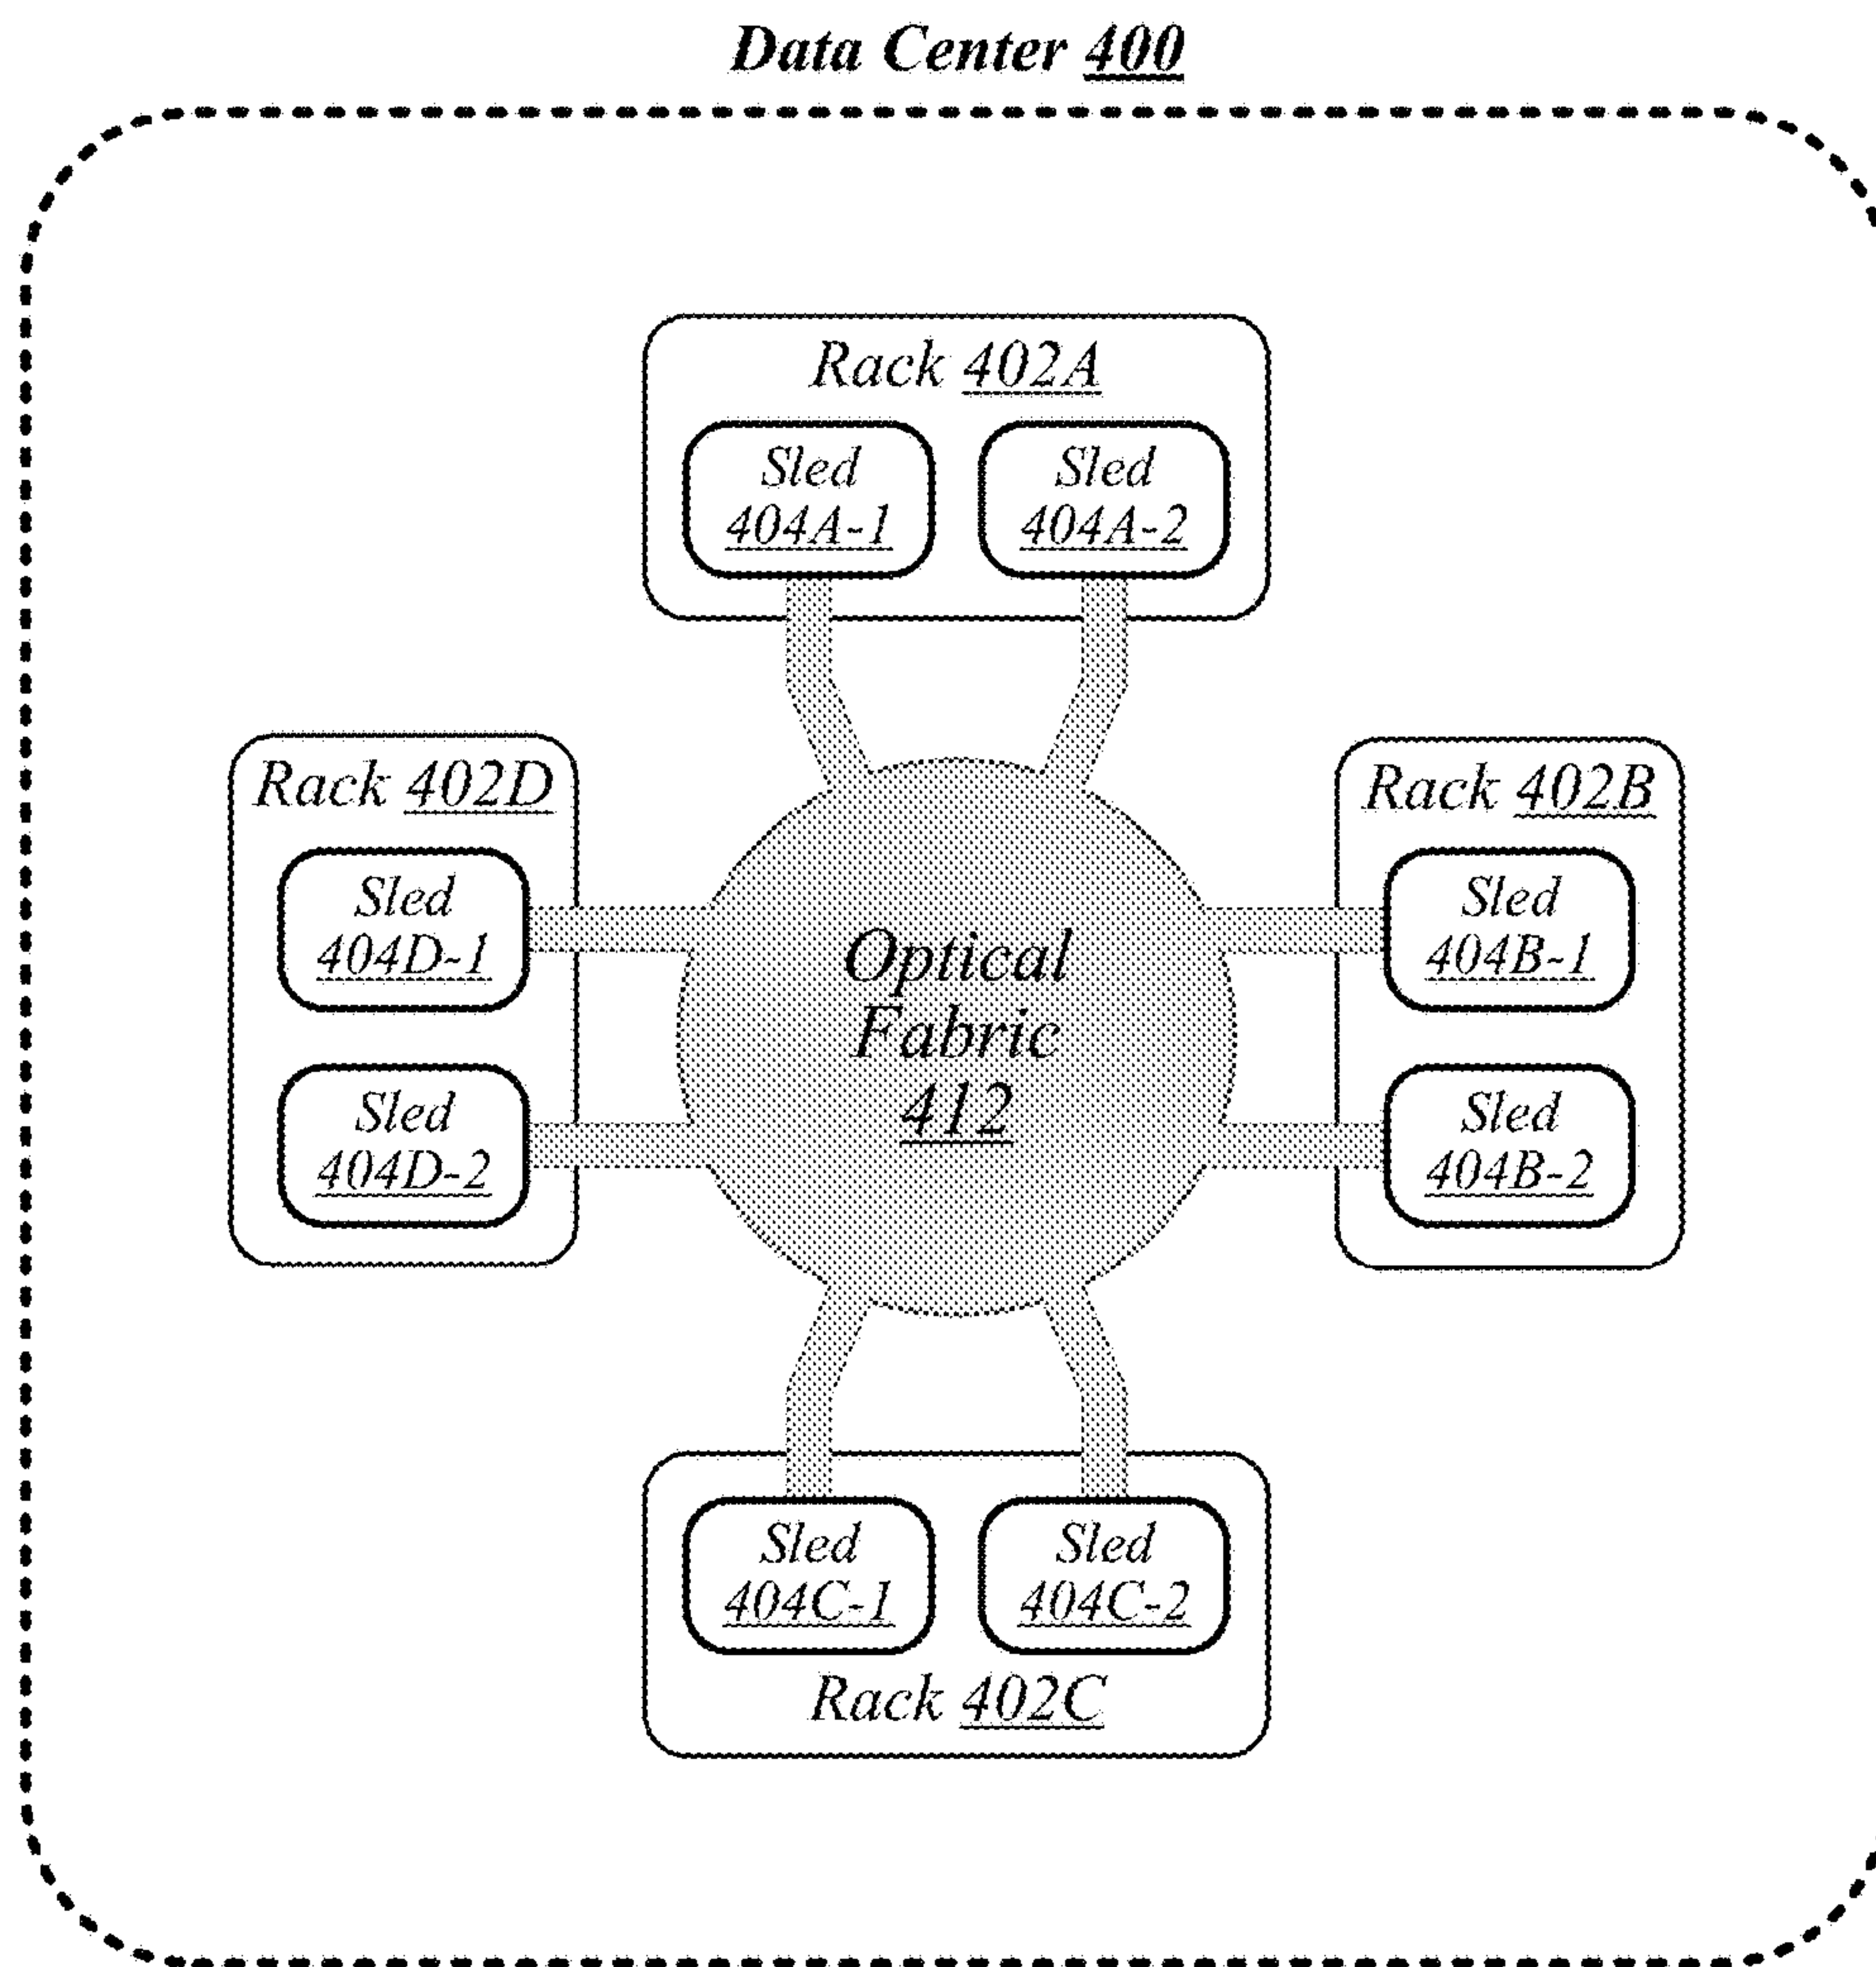 Data Center 400
Rack 402A
Sled
404A-1
Sled
404A-2
Rack 402D
Sled
404D-1
Sled
404D-2
Optical
Fabric
412
Rack 402B
Sled
404B-1
Sled
404B-2
Sled
404C-1
Sled
404C-2
Rack 402C